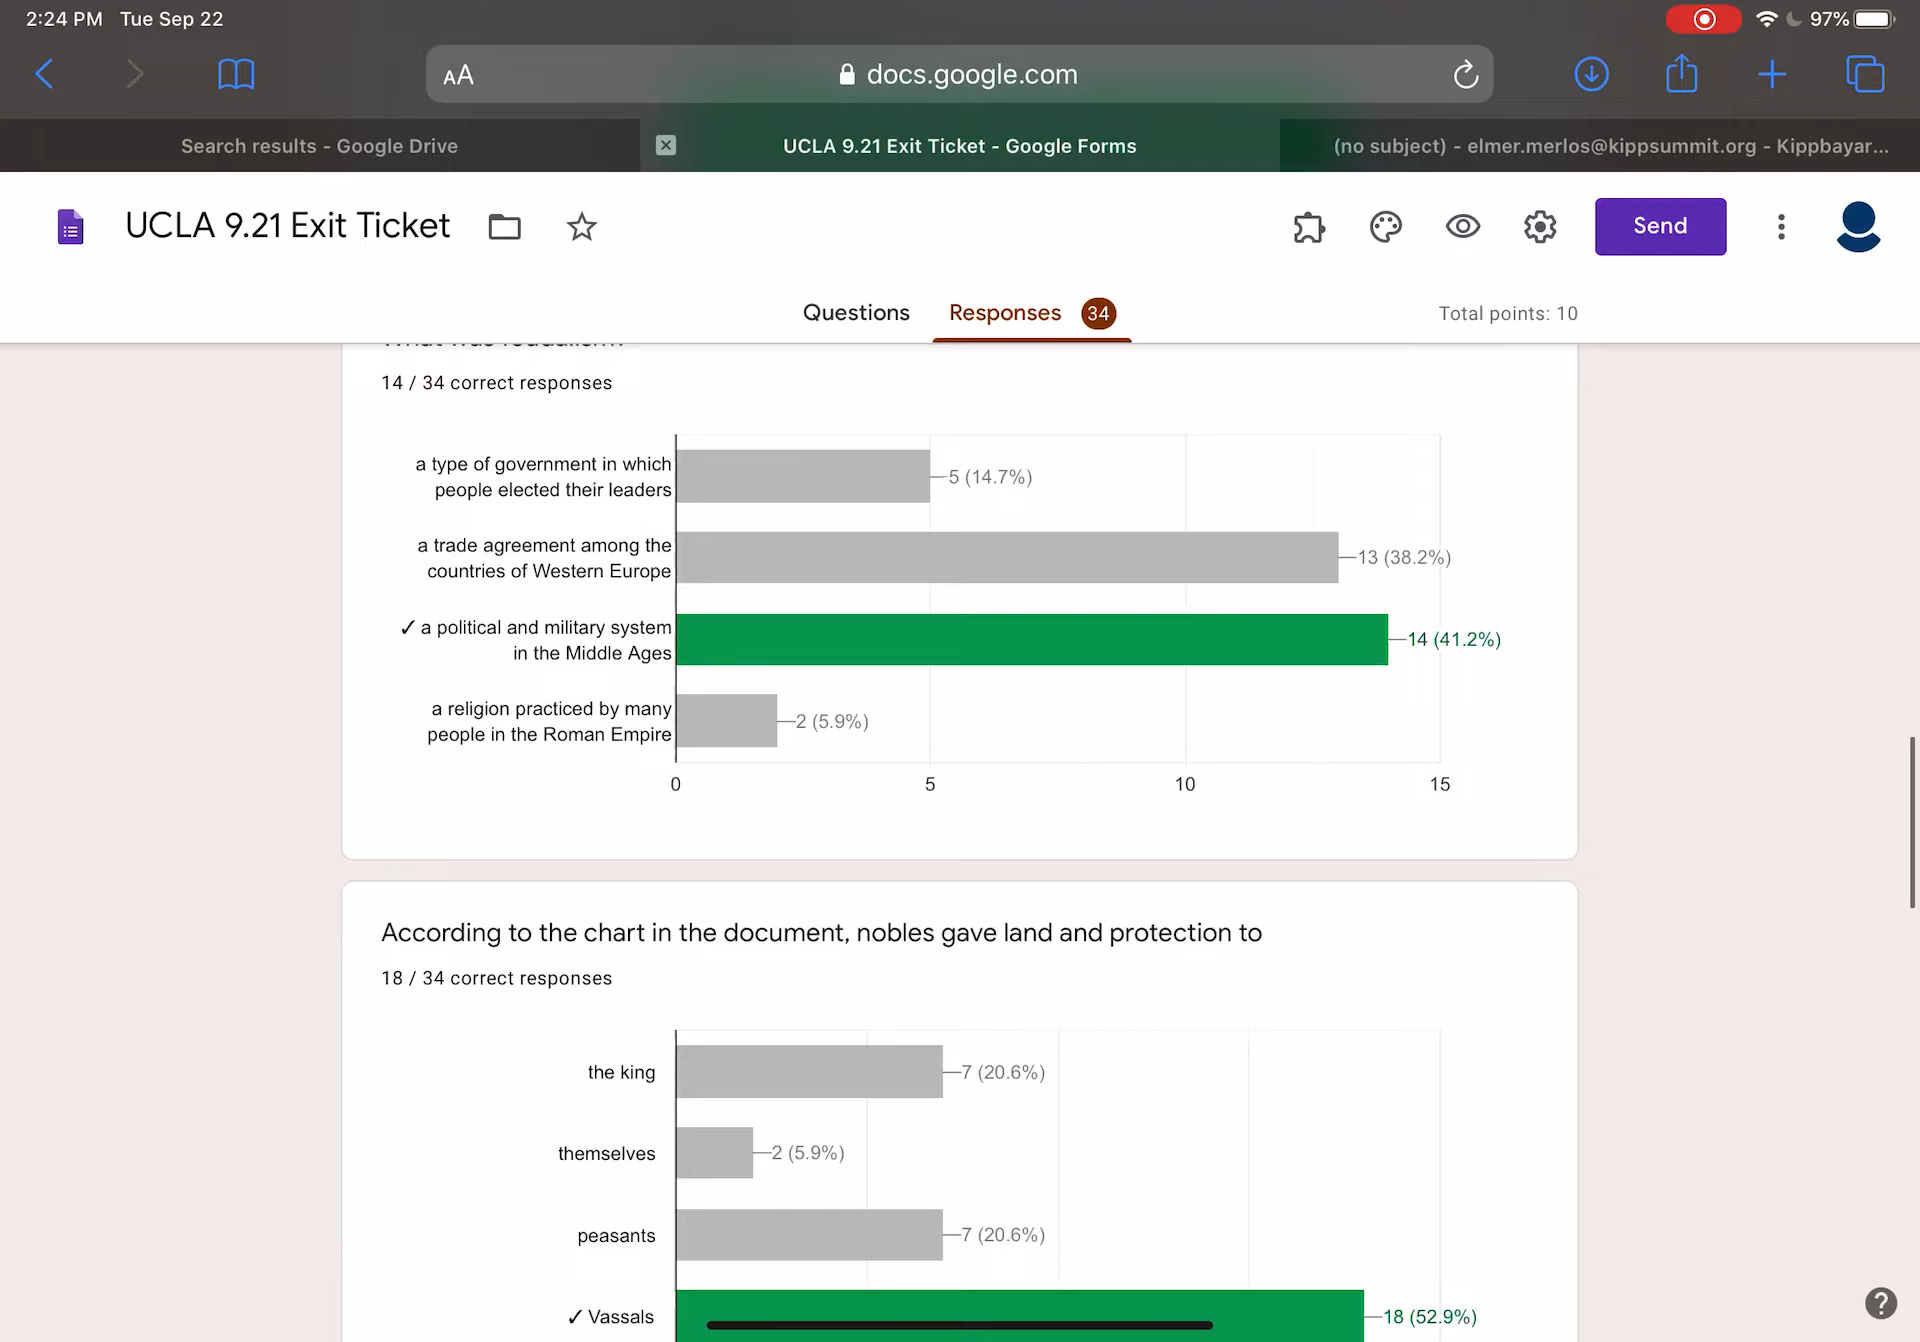 2:24 PM Tue Sep 22
97%
AA
docs.google.com
Search results - Google Drive
UCLA 9.21 Exit Ticket - Google Forms
(no subject) - elmer.merlos@kippsummit.org - Kippbayar...
UCLA 9.21 Exit Ticket
Send
Questions
Responses 34
Total points: 10
What was feudalism?
14 / 34 correct responses
a type of government in which
people elected their leaders
5 (14.7%)
a trade agreement among the
countries of Western Europe
13 (38.2%)
✓ a political and military system
in the Middle Ages
14 (41.2%)
a religion practiced by many
people in the Roman Empire
2 (5.9%)
0 5 10 15
According to the chart in the document, nobles gave land and protection to
18 / 34 correct responses
the king
7 (20.6%)
themselves
2 (5.9%)
peasants
7 (20.6%)
✓ Vassals
18 (52.9%)